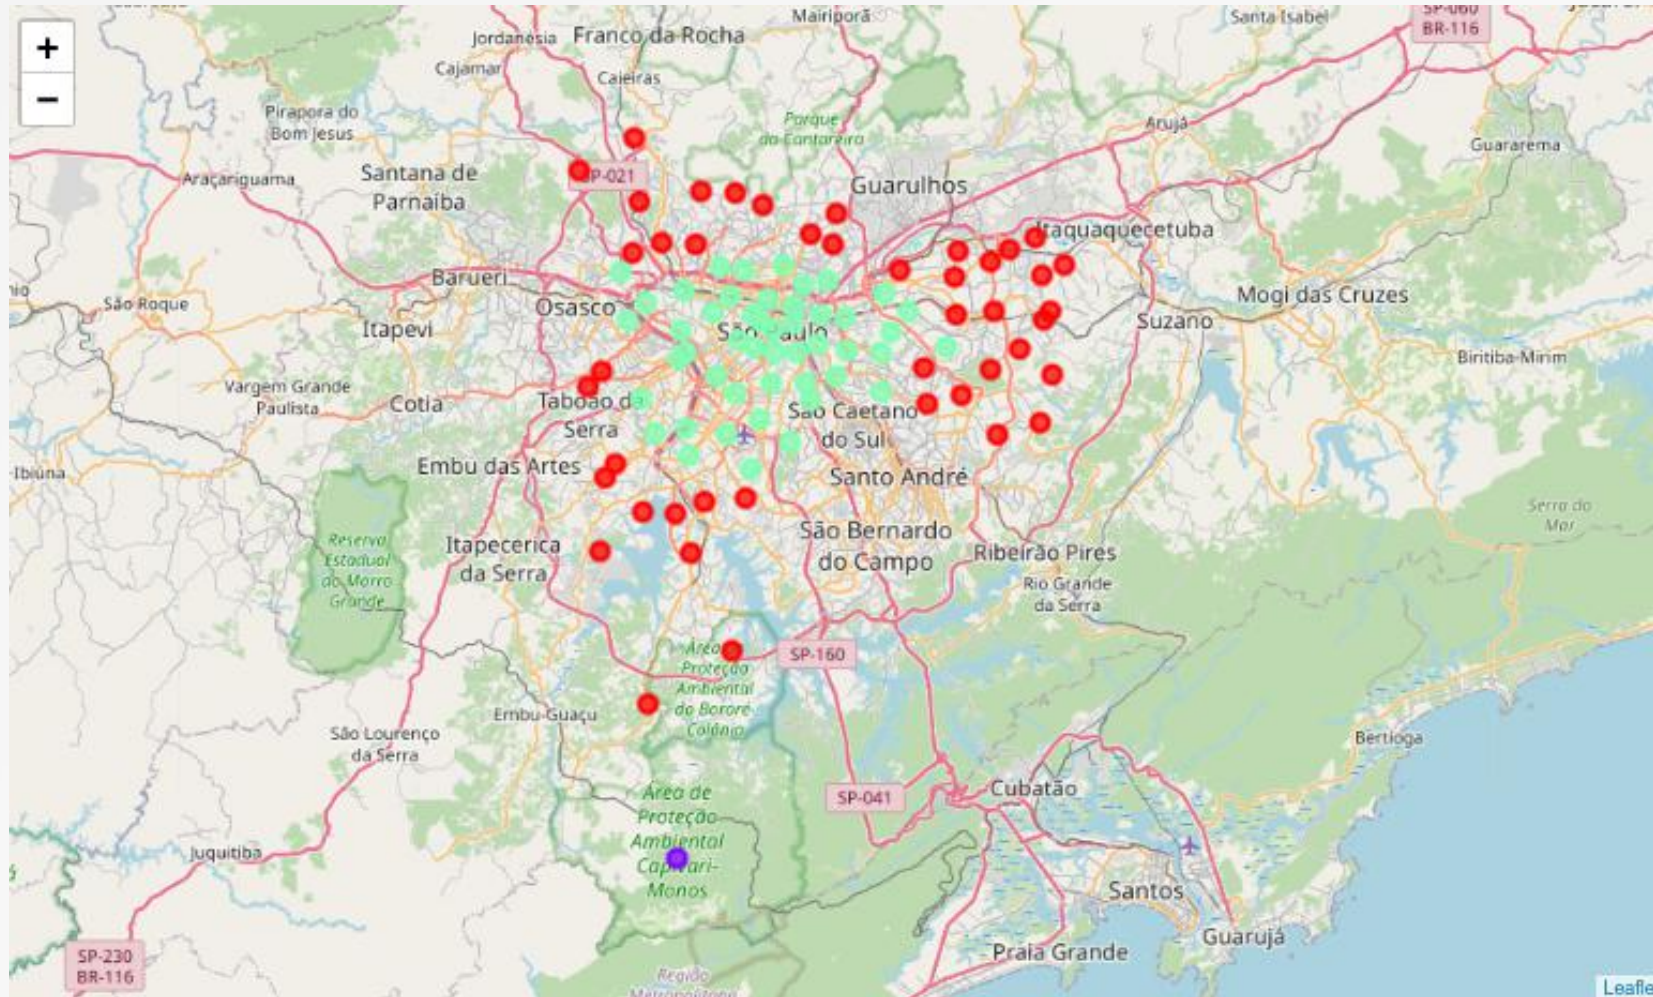 SP-060
BR-116
Mairiporã
Santa Isabel
+
−
Jordanésia
Franco da Rocha
Cajamar
Caieiras
Pirapora do
Bom Jesus
Parque
da Cantareira
Arujá
Guararema
Araçariguama
Santana de
Parnaíba
SP-021
Guarulhos
Itaquaquecetuba
Barueri
São Roque
Osasco
Mogi das Cruzes
Itapevi
São Paulo
Suzano
Biritiba-Mirim
Vargem Grande
Paulista
Cotia
Taboão da
Serra
São Caetano
do Sul
Ibiúna
Embu das Artes
Santo André
Serra do
Mar
Reserva
Estadual
do Morro
Grande
Itapecerica
da Serra
São Bernardo
do Campo
Ribeirão Pires
Rio Grande
da Serra
SP-160
Área
Proteção
Ambiental
do Bororé
Colônia
Embu-Guaçu
São Lourenço
da Serra
Bertioga
Área de
Proteção
Ambiental
Capivari-
Monos
SP-041
Cubatão
Juquitiba
Santos
Guarujá
Praia Grande
SP-230
BR-116
Região
Leafle